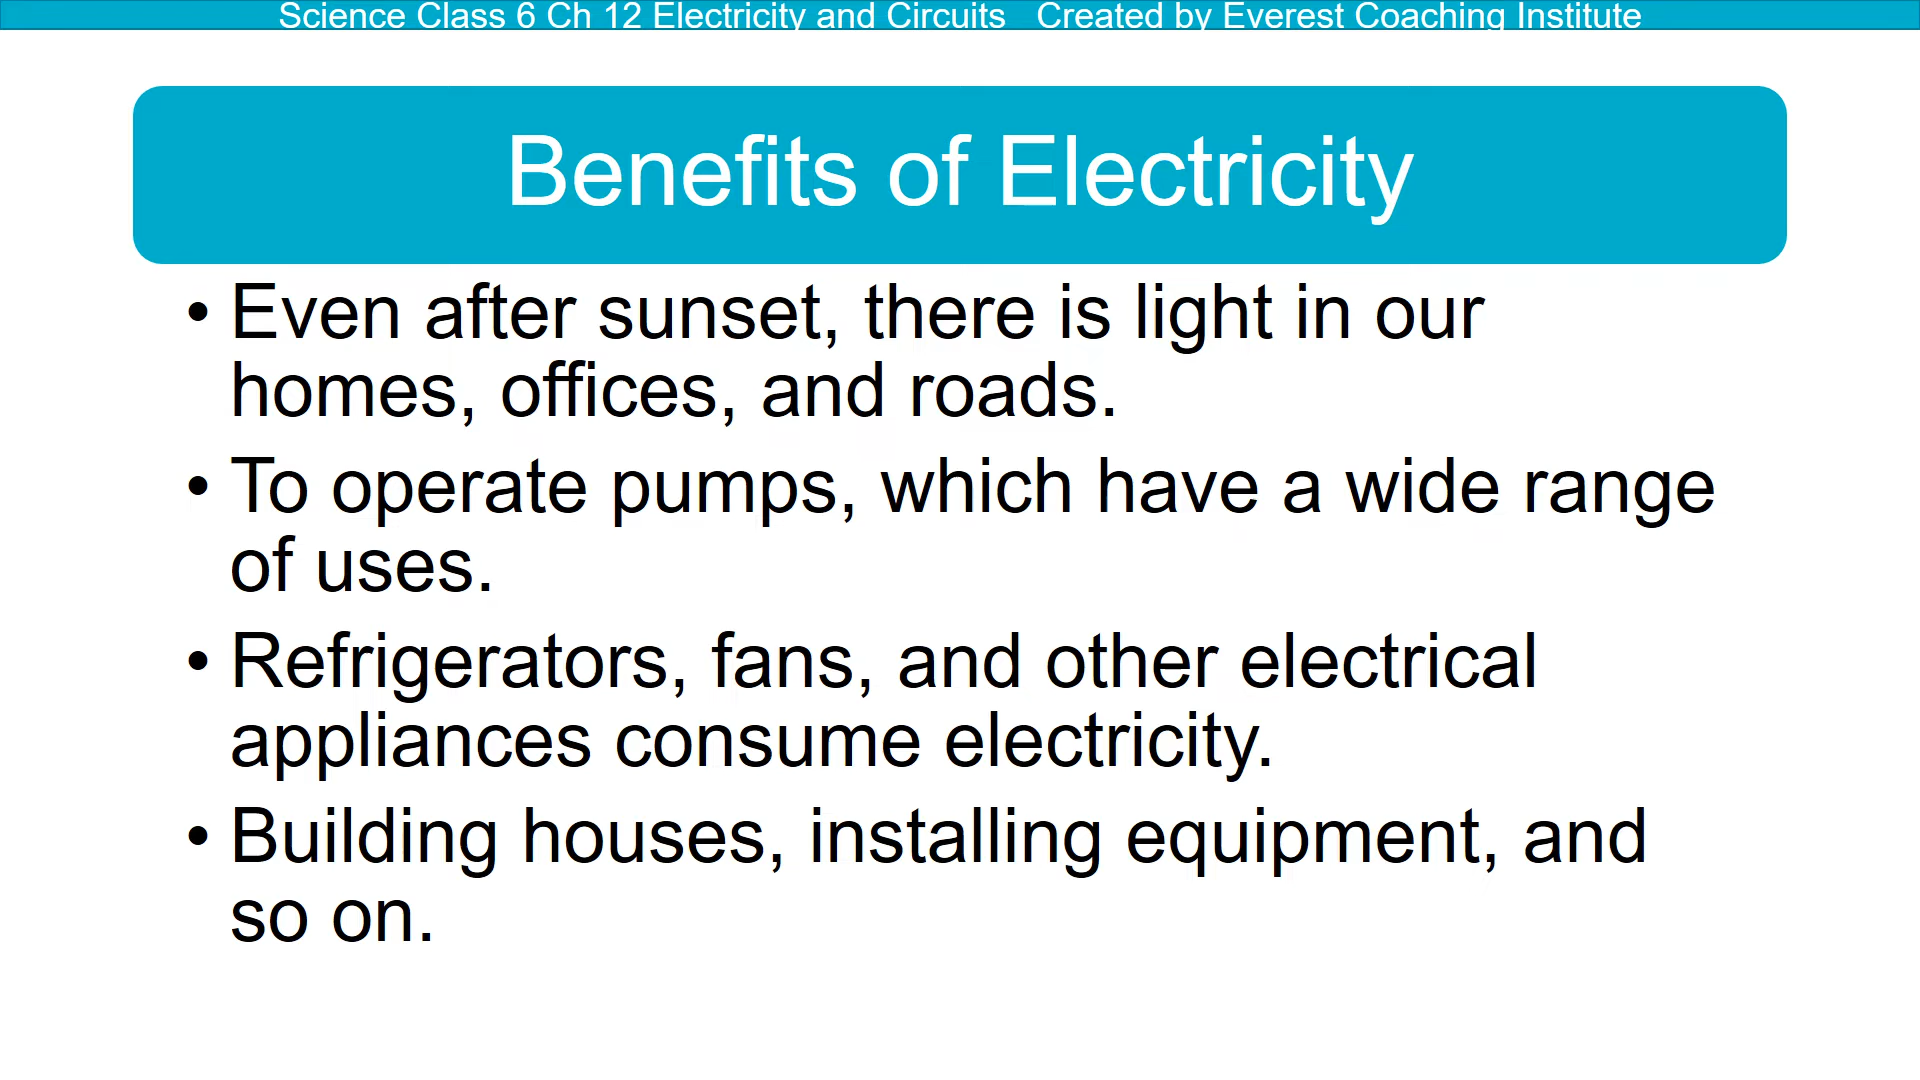 Science Class 6 Ch 12 Electricity and Circuits   Created by Everest Coaching Institute
Benefits of Electricity
• Even after sunset, there is light in our
homes, offices, and roads.
• To operate pumps, which have a wide range
of uses.
• Refrigerators, fans, and other electrical
appliances consume electricity.
• Building houses, installing equipment, and
so on.